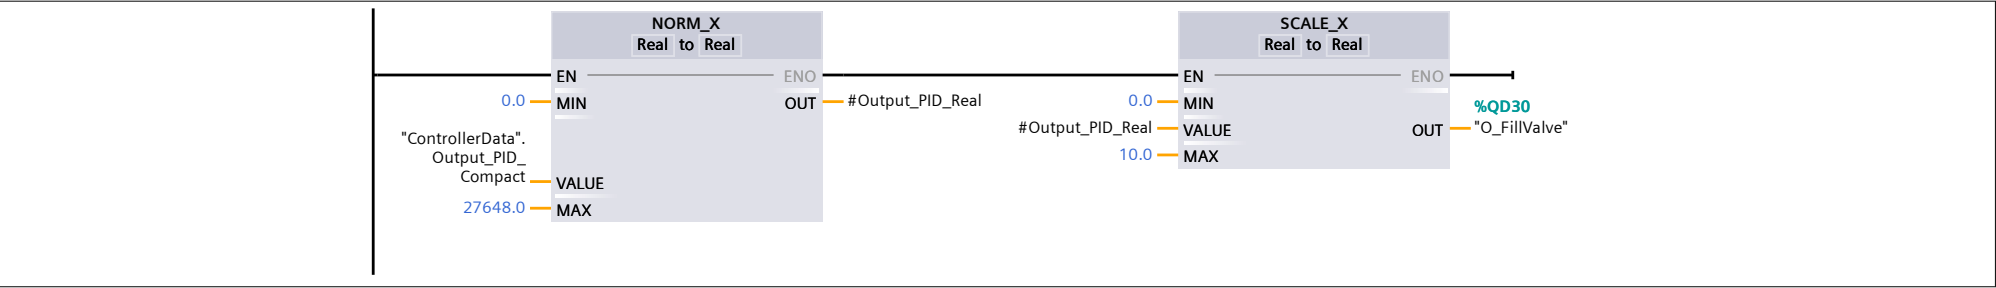 NORM_X
Real to Real
EN ENO
0.0 MIN OUT #Output_PID_Real
"ControllerData".
Output_PID_
Compact VALUE
27648.0 MAX
SCALE_X
Real to Real
EN ENO
0.0 MIN
#Output_PID_Real VALUE OUT
10.0 MAX
%QD30
"O_FillValve"